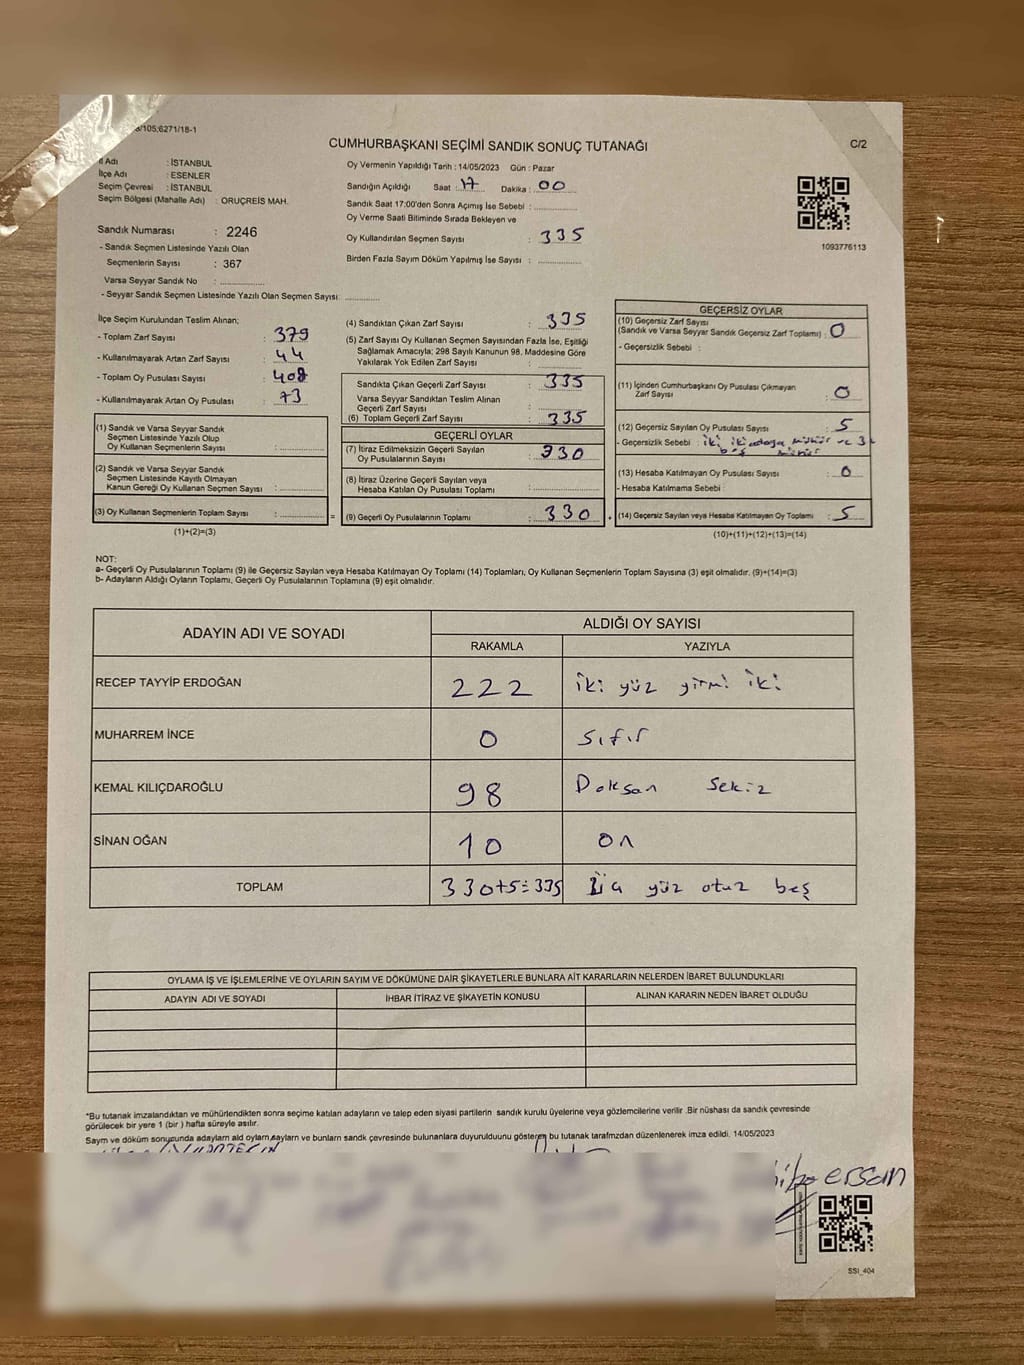 /105;6271/18-1
CUMHURBAŞKANI SEÇİMİ SANDIK SONUÇ TUTANAĞI
C/2
İl Adı : İSTANBUL
İlçe Adı : ESENLER
Seçim Çevresi : İSTANBUL
Seçim Bölgesi (Mahalle Adı) : ORUÇREİS MAH.
Sandık Numarası : 2246
- Sandık Seçmen Listesinde Yazılı Olan
Seçmenlerin Sayısı : 367
Varsa Seyyar Sandık No :
- Seyyar Sandık Seçmen Listesinde Yazılı Olan Seçmen Sayısı:
Oy Vermenin Yapıldığı Tarih : 14/05/2023 Gün : Pazar
Sandığın Açıldığı Saat : 17 Dakika : 00
Sandık Saat 17:00'den Sonra Açımış İse Sebebi :
Oy Verme Saati Bitiminde Sırada Bekleyen ve
Oy Kullandırılan Seçmen Sayısı : 335
Birden Fazla Sayım Döküm Yapılmış İse Sayısı :
1093776113
İlçe Seçim Kurulundan Teslim Alınan;
- Toplam Zarf Sayısı : 379
- Kullanılmayarak Artan Zarf Sayısı : 44
- Toplam Oy Pusulası Sayısı : 408
- Kullanılmayarak Artan Oy Pusulası : 73
(1) Sandık ve Varsa Seyyar Sandık
Seçmen Listesinde Yazılı Olup
Oy Kullanan Seçmenlerin Sayısı :
(2) Sandık ve Varsa Seyyar Sandık
Seçmen Listesinde Kayıtlı Olmayan
Kanun Gereği Oy Kullanan Seçmen Sayısı :
(3) Oy Kullanan Seçmenlerin Toplam Sayısı : =
(1)+(2)=(3)
(4) Sandıktan Çıkan Zarf Sayısı : 335
(5) Zarf Sayısı Oy Kullanan Seçmen Sayısından Fazla İse, Eşitliği
Sağlamak Amacıyla; 298 Sayılı Kanunun 98. Maddesine Göre
Yakılarak Yok Edilen Zarf Sayısı :
Sandıkta Çıkan Geçerli Zarf Sayısı : 335
Varsa Seyyar Sandıktan Teslim Alınan
Geçerli Zarf Sayısı :
(6) Toplam Geçerli Zarf Sayısı : 335
GEÇERLİ OYLAR
(7) İtiraz Edilmeksizin Geçerli Sayılan
Oy Pusulalarının Sayısı : 330
(8) İtiraz Üzerine Geçerli Sayılan veya
Hesaba Katılan Oy Pusulası Toplamı :
(9) Geçerli Oy Pusulalarının Toplamı : 330
GEÇERSİZ OYLAR
(10) Geçersiz Zarf Sayısı
(Sandık ve Varsa Seyyar Sandık Geçersiz Zarf Toplamı) : 0
- Geçersizlik Sebebi :
(11) İçinden Cumhurbaşkanı Oy Pusulası Çıkmayan
Zarf Sayısı : 0
(12) Geçersiz Sayılan Oy Pusulası Sayısı : 5
- Geçersizlik Sebebi : iki iki adaya mühür ve 3
boş mühür
(13) Hesaba Katılmayan Oy Pusulası Sayısı : 0
- Hesaba Katılmama Sebebi :
(14) Geçersiz Sayılan veya Hesaba Katılmayan Oy Toplamı : 5
(10)+(11)+(12)+(13)=(14)
NOT:
a- Geçerli Oy Pusulalarının Toplamı (9) ile Geçersiz Sayılan veya Hesaba Katılmayan Oy Toplamı (14) Toplamları, Oy Kullanan Seçmenlerin Toplam Sayısına (3) eşit olmalıdır. (9)+(14)=(3)
b- Adayların Aldığı Oyların Toplamı, Geçerli Oy Pusulalarının Toplamına (9) eşit olmalıdır.
ADAYIN ADI VE SOYADI
ALDIĞI OY SAYISI
RAKAMLA YAZIYLA
RECEP TAYYİP ERDOĞAN 222 iki yüz yirmi iki
MUHARREM İNCE 0 sıfır
KEMAL KILIÇDAROĞLU 98 Doksan sekiz
SİNAN OĞAN 10 on
TOPLAM 330+5=335 Üç yüz otuz beş
OYLAMA İŞ VE İŞLEMLERİNE VE OYLARIN SAYIM VE DÖKÜMÜNE DAİR ŞİKAYETLERLE BUNLARA AİT KARARLARIN NELERDEN İBARET BULUNDUKLARI
ADAYIN ADI VE SOYADI İHBAR İTİRAZ VE ŞİKAYETİN KONUSU ALINAN KARARIN NEDEN İBARET OLDUĞU
*Bu tutanak imzalandıktan ve mühürlendikten sonra seçime katılan adayların ve talep eden siyasi partilerin sandık kurulu üyelerine veya gözlemcilerine verilir .Bir nüshası da sandık çevresinde
görülecek bir yere 1 (bir ) hafta süreyle asılır.
Sayım ve döküm sonucunda adayların ald oyların,sayların ve bunların sandık çevresinde bulunanlara duyurulduunu gösteren bu tutanak tarafmzdan düzenlenerek imza edildi. 14/05/2023
ersan
SSI_404